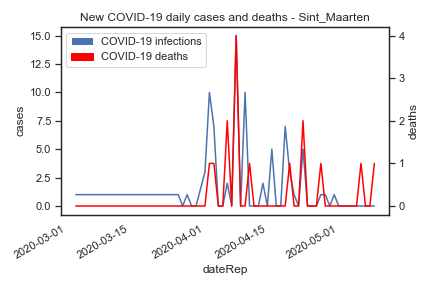 New COVID-19 daily cases and deaths - Sint_Maarten
COVID-19 infections
COVID-19 deaths
15.0
12.5
10.0
7.5
5.0
2.5
0.0
cases
4
3
2
1
0
deaths
2020-03-01
2020-03-15
2020-04-01
2020-04-15
2020-05-01
dateRep